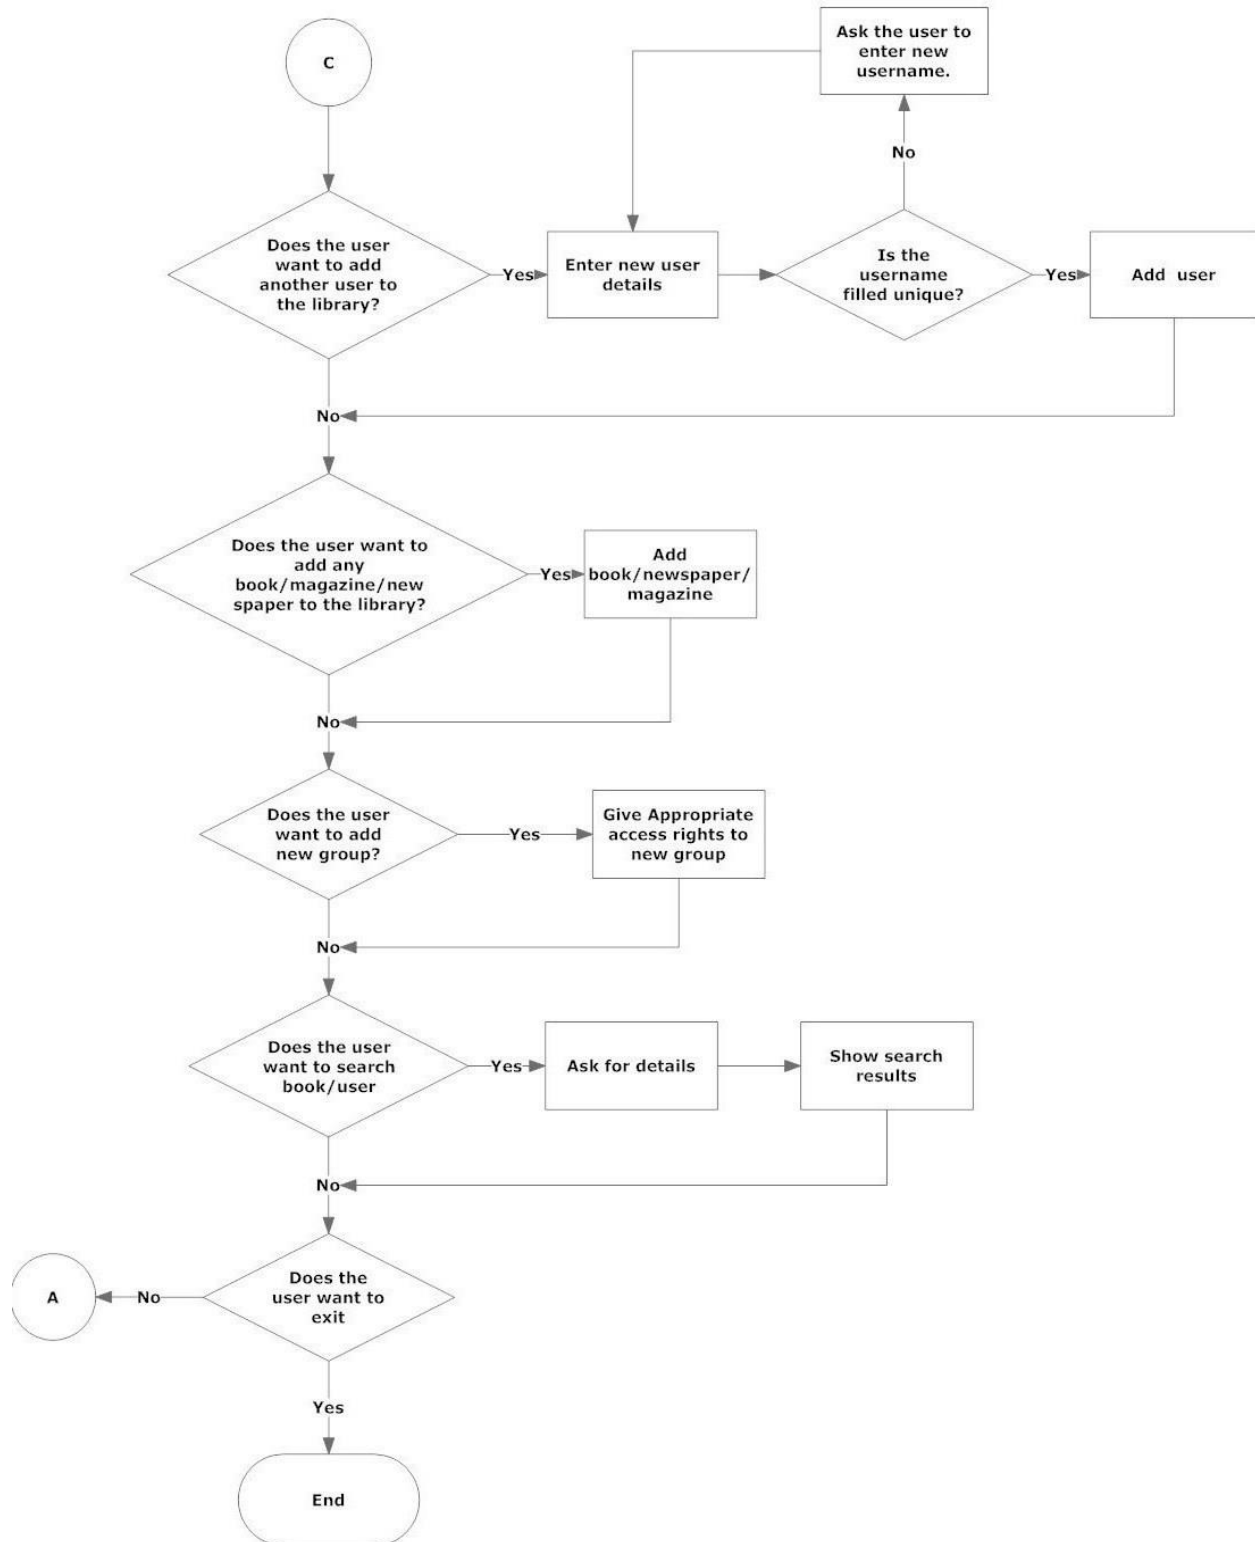 C
Ask the user to
enter new
username.
No
Does the user
want to add
another user to
the library?
Yes
Enter new user
details
Is the
username
filled unique?
Yes
Add user
No
Does the user want to
add any
book/magazine/new
spaper to the library?
Yes
Add
book/newspaper/
magazine
No
Does the user
want to add
new group?
Yes
Give Appropriate
access rights to
new group
No
Does the user
want to search
book/user
Yes
Ask for details
Show search
results
No
A
No
Does the
user want to
exit
Yes
End